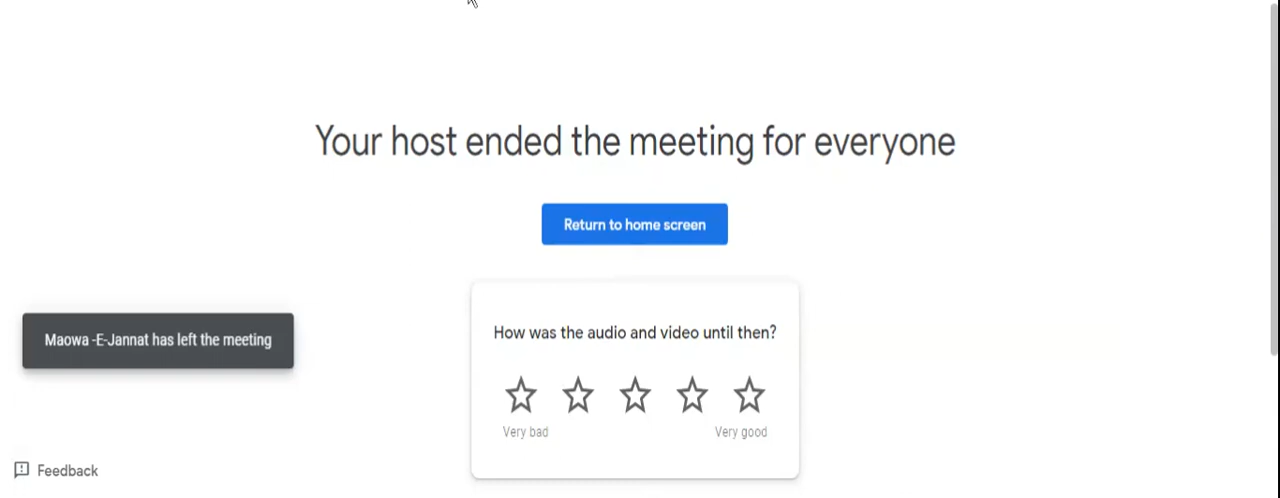 Your host ended the meeting for everyone
Return to home screen
How was the audio and video until then?
Maowa -E-Jannat has left the meeting
Very bad
Very good
Feedback